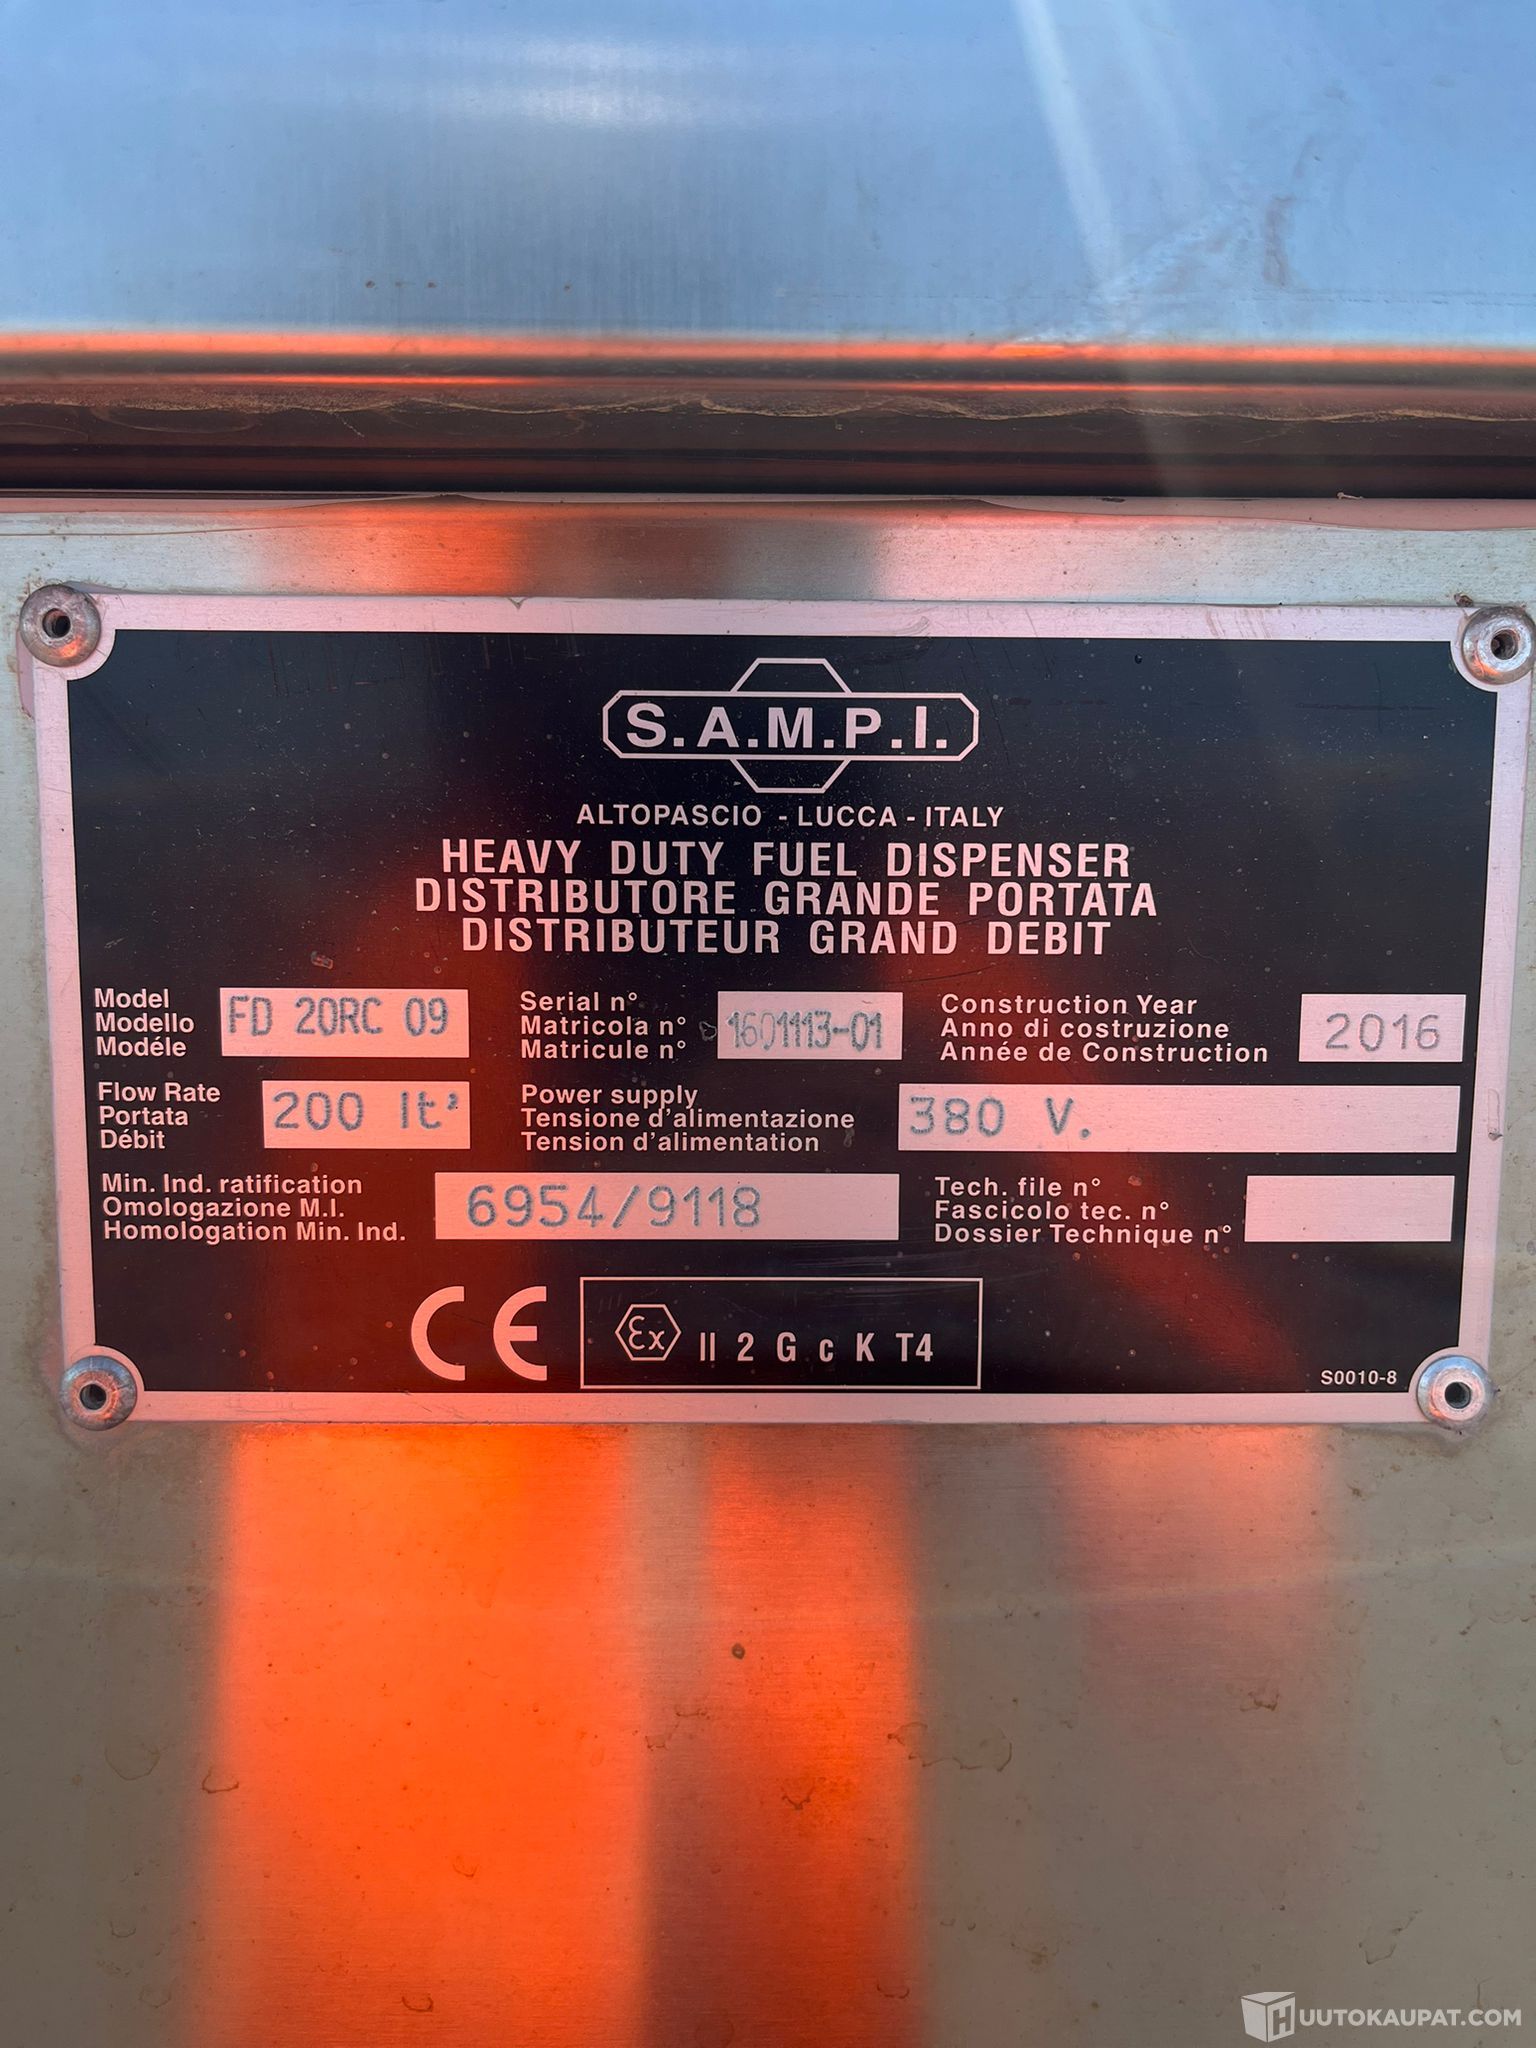 S.A.M.P.I.
ALTOPASCIO - LUCCA - ITALY
HEAVY DUTY FUEL DISPENSER
DISTRIBUTORE GRANDE PORTATA
DISTRIBUTEUR GRAND DEBIT
Model
Modello
Modéle
FD 20RC 09
Serial n°
Matricola n°
Matricule n°
1601113-01
Construction Year
Anno di costruzione
Année de Construction
2016
Flow Rate
Portata
Débit
200 lt²
Power supply
Tensione d'alimentazione
Tension d'alimentation
380 V.
Min. Ind. ratification
Omologazione M.I.
Homologation Min. Ind.
6954/9118
Tech. file n°
Fascicolo tec. n°
Dossier Technique n°
CE
Ex II 2 G c K T4
S0010-8
HUUTOKAUPAT.COM